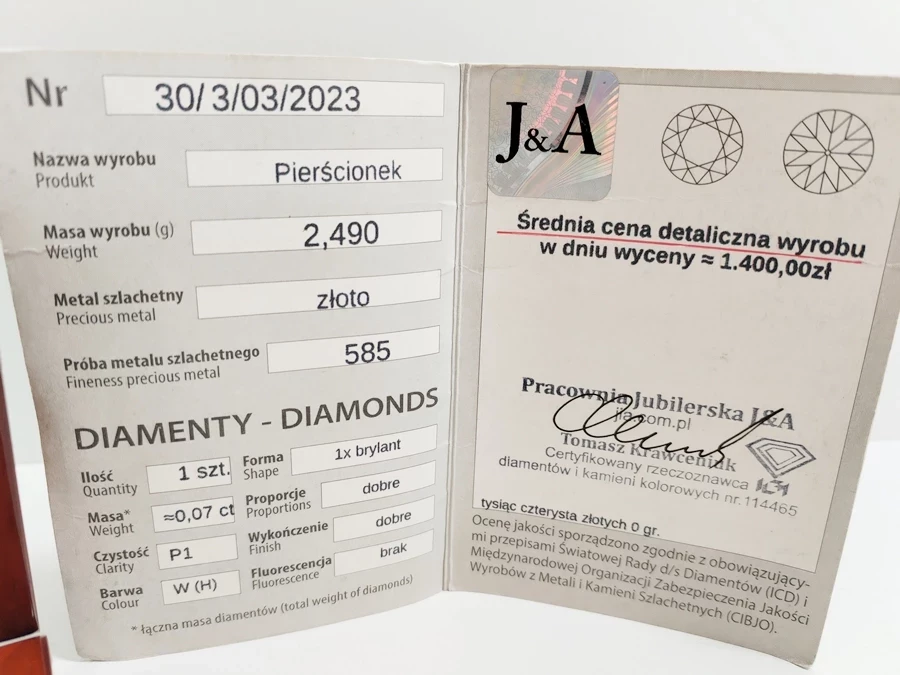 Nr 30/3/03/2023
Nazwa wyrobu Pierścionek
Produkt
Masa wyrobu (g) 2,490
Weight
Metal szlachetny złoto
Precious metal
Próba metalu szlachetnego 585
Fineness precious metal
DIAMENTY - DIAMONDS
Ilość 1 szt.
Quantity
Masa* ≈0,07 ct
Weight
Czystość P1
Clarity
Barwa W (H)
Colour
Forma 1x brylant
Shape
Proporcje dobre
Proportions
Wykończenie dobre
Finish
Fluorescencja brak
Fluorescence
* łączna masa diamentów (total weight of diamonds)
J&A
Średnia cena detaliczna wyrobu
w dniu wyceny ≈ 1.400,00zł
Pracownia Jubilerska J&A
jja.com.pl
Tomasz Krawceniuk
Certyfikowany rzeczoznawca
diamentów i kamieni kolorowych nr. 114465
tysiąc czterysta złotych 0 gr.
Ocenę jakości sporządzono zgodnie z obowiązujący-
mi przepisami Światowej Rady d/s Diamentów (ICD) i
Międzynarodowej Organizacji Zabezpieczenia Jakości
Wyrobów z Metali i Kamieni Szlachetnych (CIBJO).